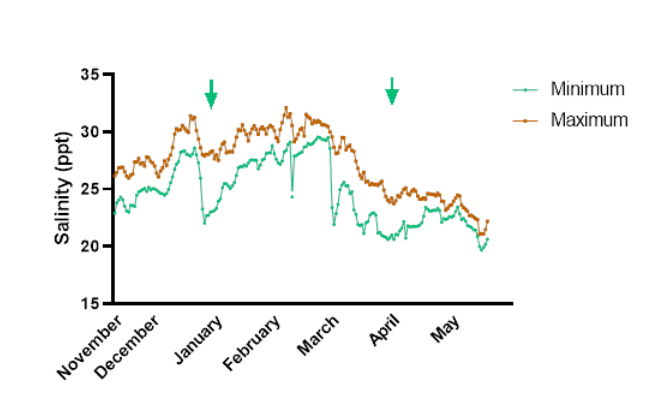 35
30
25
20
15
Salinity (ppt)
November
December
January
February
March
April
May
Minimum
Maximum